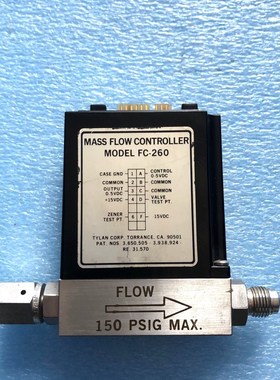 MASS FLOW CONTROLLER
MODEL FC-260
CASE GND 1 A CONTROL 0-5VDC
COMMON 2 B COMMON
OUTPUT 0-5VDC 3 C COMMON
+15VDC 4 D VALVE TEST PT.
ZENER TEST PT. 6 F -15VDC
TYLAN CORP. TORRANCE, CA. 90501
PAT. NOS. 3,650,505 3,938,924
RE 31,570
FLOW
150 PSIG MAX.